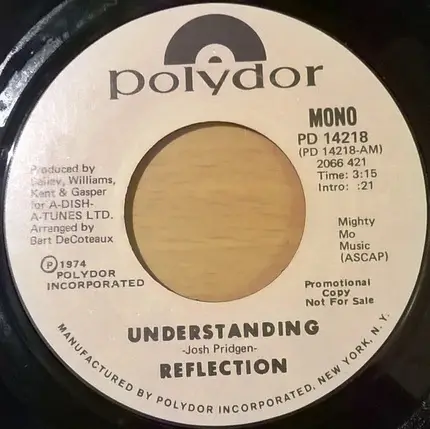 polydor
MONO
PD 14218
(PD 14218-AM)
2066 421
Time: 3:15
Intro: :21
Produced by
Williams,
Kent & Gasper
for A-DISH-
A-TUNES LTD.
Arranged by
Bert DeCoteaux
Ⓟ 1974
POLYDOR
INCORPORATED
Mighty
Mo
Music
(ASCAP)
Promotional
Copy
Not For Sale
UNDERSTANDING
-Josh Pridgen-
REFLECTION
MANUFACTURED BY POLYDOR INCORPORATED, NEW YORK, N. Y.